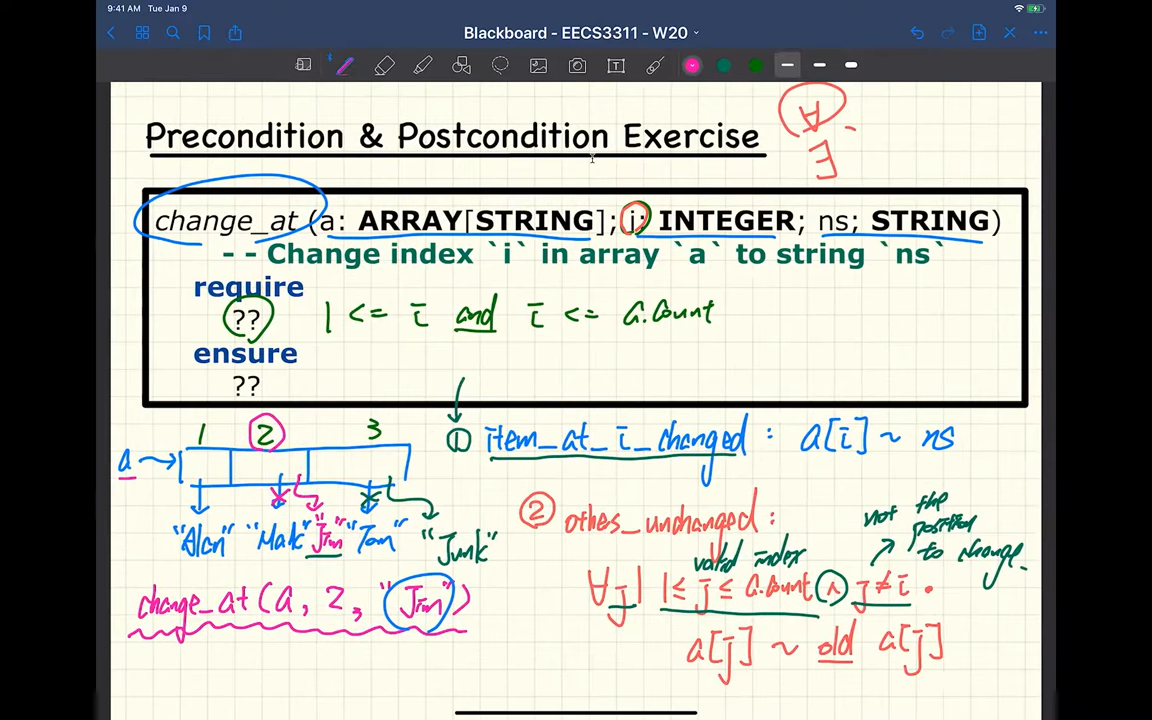 9:41 AM Tue Jan 9
Blackboard - EECS3311 - W20
Precondition & Postcondition Exercise
∀
∃
change_at (a: ARRAY[STRING]; i: INTEGER; ns; STRING)
-- Change index `i` in array `a` to string `ns`
require
?? 1 <= i and i <= a.count
ensure
??
1 2 3
a
① item_at_i_changed : a[i] ~ ns
"Alan" "Mark" "Jim" "Tom" "Junk"
② others_unchanged :
not the
position
to change.
valid index
∀j | 1 ≤ j ≤ a.count ∧ j ≠ i •
a[j] ~ old a[j]
change_at(a, 2, "Jim")